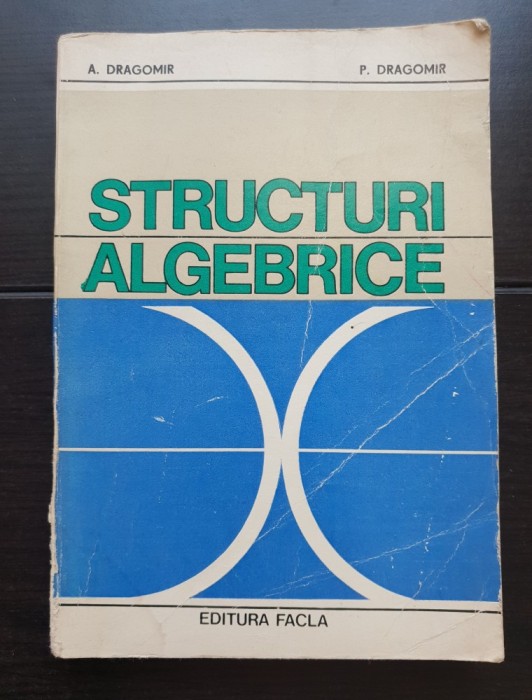 A. DRAGOMIR P. DRAGOMIR
STRUCTURI
ALGEBRICE
EDITURA FACLA